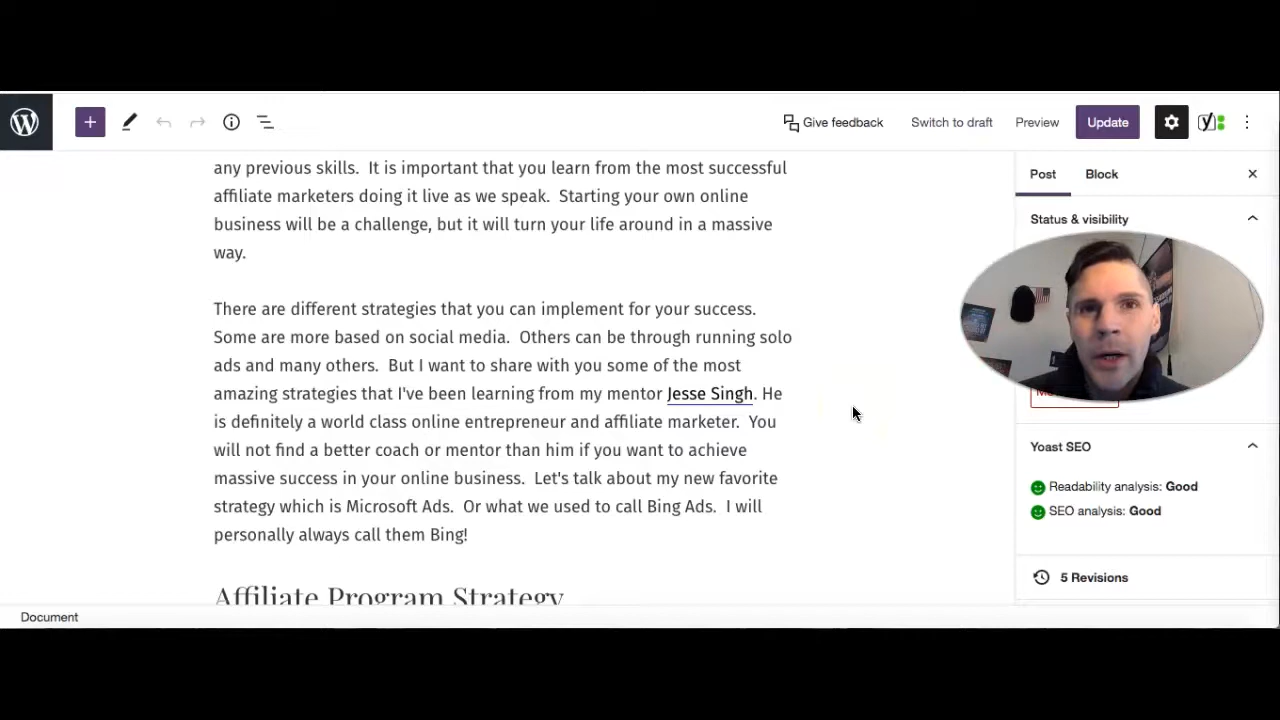 Give feedback
Switch to draft
Preview
Update
Post
Block
Status & visibility
any previous skills.  It is important that you learn from the most successful
affiliate marketers doing it live as we speak.  Starting your own online
business will be a challenge, but it will turn your life around in a massive
way.
There are different strategies that you can implement for your success.
Some are more based on social media.  Others can be through running solo
ads and many others.  But I want to share with you some of the most
amazing strategies that I've been learning from my mentor Jesse Singh. He
is definitely a world class online entrepreneur and affiliate marketer.  You
will not find a better coach or mentor than him if you want to achieve
massive success in your online business.  Let's talk about my new favorite
strategy which is Microsoft Ads.  Or what we used to call Bing Ads.  I will
personally always call them Bing!
Affiliate Program Strategy
Yoast SEO
Readability analysis: Good
SEO analysis: Good
5 Revisions
Document